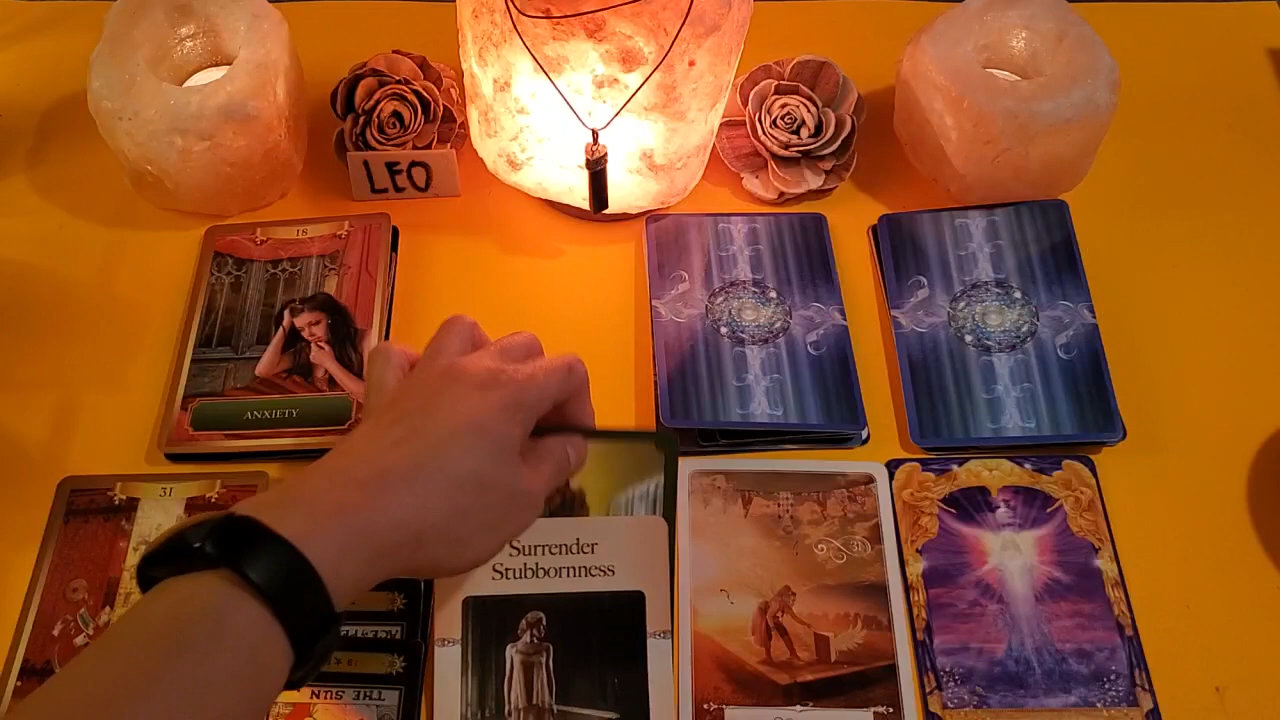 LEO
18
ANXIETY
31
Surrender
Stubbornness
31
THE SUN